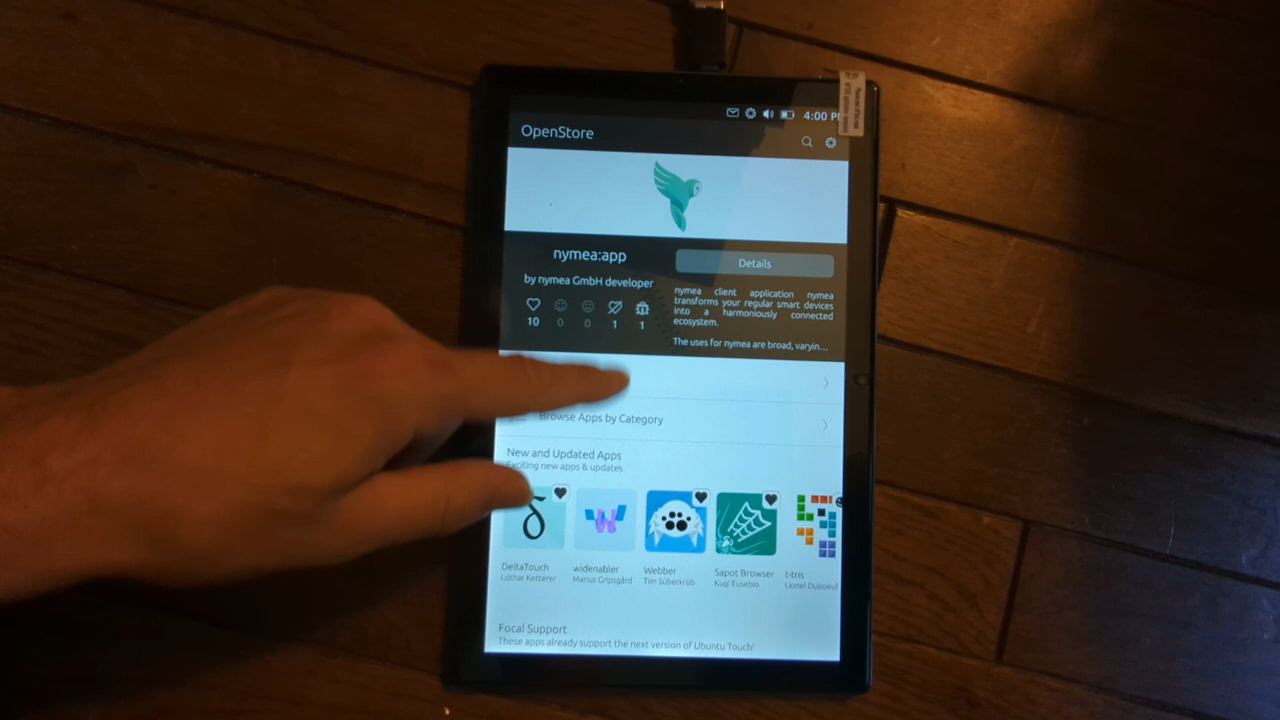 4:00 P
OpenStore
nymea:app
Details
by nymea GmbH developer
nymea client application nymea
transforms your regular smart devices
into a harmoniously connected
ecosystem.
10 0 0 1 1
The uses for nymea are broad, varyin...
Browse Apps by Category
New and Updated Apps
Exciting new apps & updates
DeltaTouch
Lothar Ketterer
widenabler
Marius Gripsgård
Webber
Tim Süberkrüb
Sapot Browser
Kugi Eusebio
t-tris
Lionel Duboeuf
Focal Support
These apps already support the next version of Ubuntu Touch!